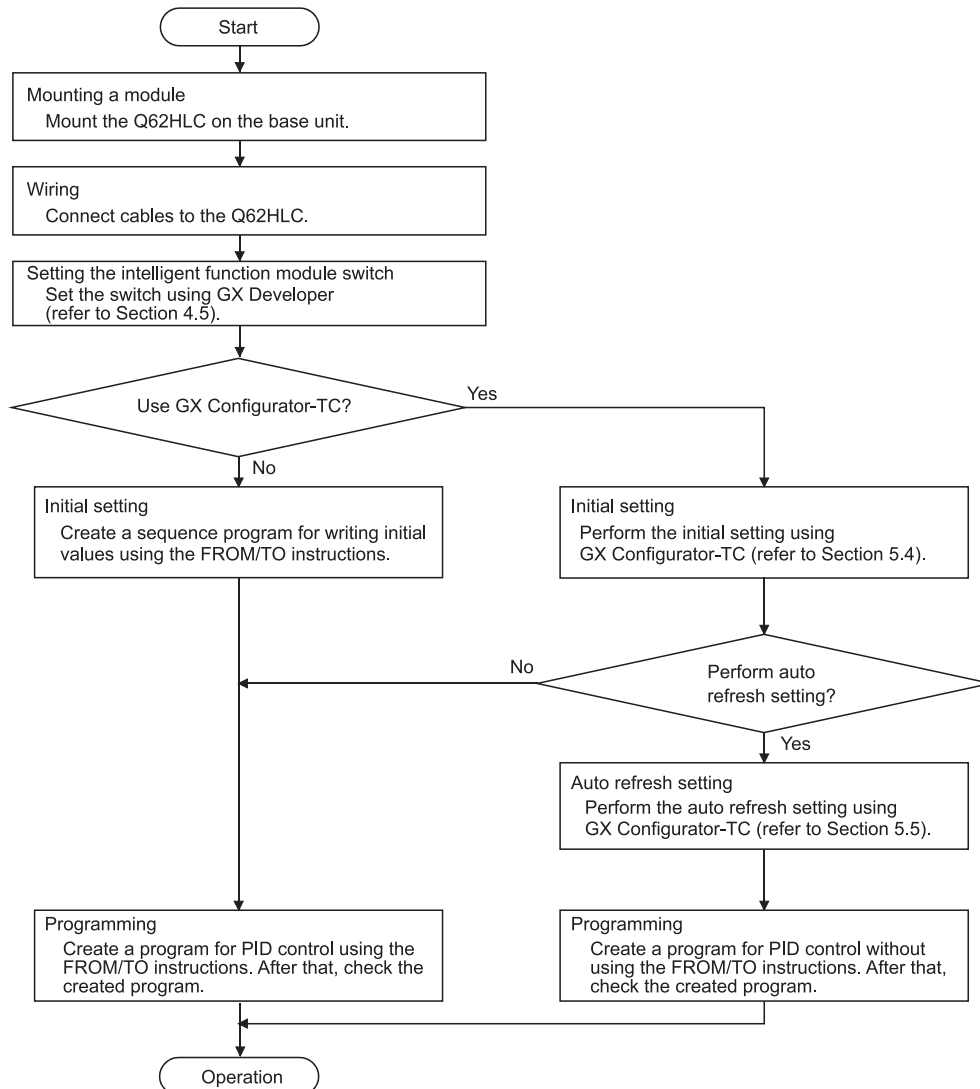 Start
Mounting a module
Mount the Q62HLC on the base unit.
Wiring
Connect cables to the Q62HLC.
Setting the intelligent function module switch
Set the switch using GX Developer
(refer to Section 4.5).
Use GX Configurator-TC?
Yes
No
Initial setting
Create a sequence program for writing initial
values using the FROM/TO instructions.
Initial setting
Perform the initial setting using
GX Configurator-TC (refer to Section 5.4).
Perform auto
refresh setting?
No
Yes
Auto refresh setting
Perform the auto refresh setting using
GX Configurator-TC (refer to Section 5.5).
Programming
Create a program for PID control using the
FROM/TO instructions. After that, check the
created program.
Programming
Create a program for PID control without
using the FROM/TO instructions. After that,
check the created program.
Operation